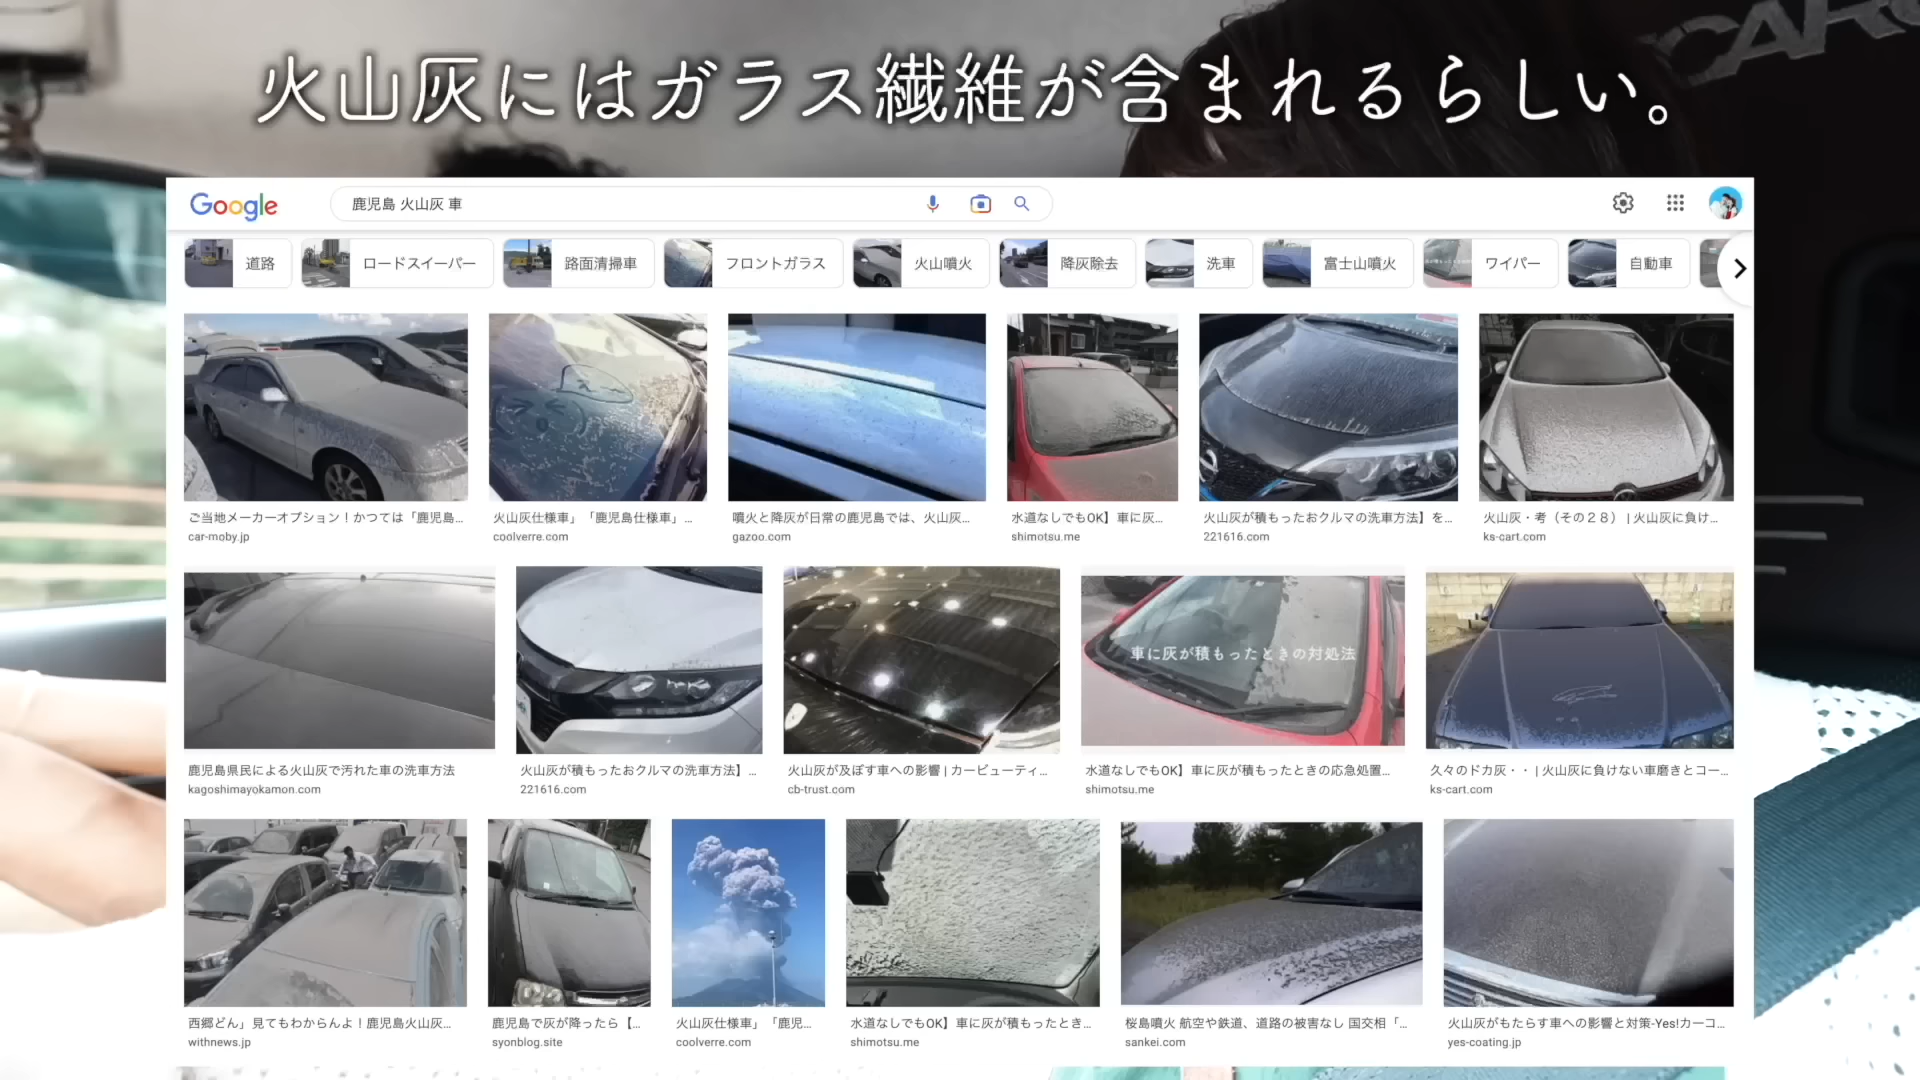 火山灰にはガラス繊維が含まれるらしい。
Google
鹿児島 火山灰 車
道路
ロードスイーパー
路面清掃車
フロントガラス
火山噴火
降灰除去
洗車
富士山噴火
ワイパー
自動車
ご当地メーカーオプション！かつては「鹿児島...
car-moby.jp
火山灰仕様車」「鹿児島仕様車」...
coolverre.com
噴火と降灰が日常の鹿児島では、火山灰...
gazoo.com
水道なしでもOK】車に灰...
shimotsu.me
火山灰が積もったおクルマの洗車方法】を...
221616.com
火山灰・考（その２８） | 火山灰に負け...
ks-cart.com
車に灰が積もったときの対処法
鹿児島県民による火山灰で汚れた車の洗車方法
kagoshimayokamon.com
火山灰が積もったおクルマの洗車方法】...
221616.com
火山灰が及ぼす車への影響 | カービューティ...
cb-trust.com
水道なしでもOK】車に灰が積もったときの応急処置...
shimotsu.me
久々のドカ灰・・ | 火山灰に負けない車磨きとコー...
ks-cart.com
西郷どん」見てもわからんよ！鹿児島火山灰...
withnews.jp
鹿児島で灰が降ったら【...
syonblog.site
火山灰仕様車」「鹿児...
coolverre.com
水道なしでもOK】車に灰が積もったとき...
shimotsu.me
桜島噴火 航空や鉄道、道路の被害なし 国交相「...
sankei.com
火山灰がもたらす車への影響と対策-Yes!カーコ...
yes-coating.jp